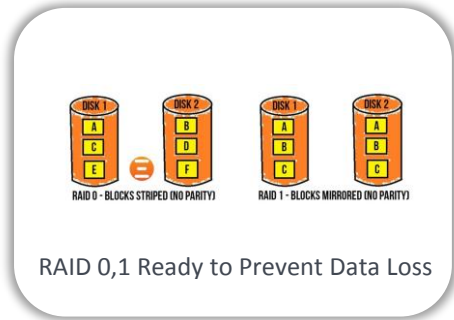 DISK 1 DISK 2 DISK 1 DISK 2
A B A A
C D B B
E F C C
RAID 0 - BLOCKS STRIPED (NO PARITY) RAID 1 - BLOCKS MIRRORED (NO PARITY)
RAID 0,1 Ready to Prevent Data Loss